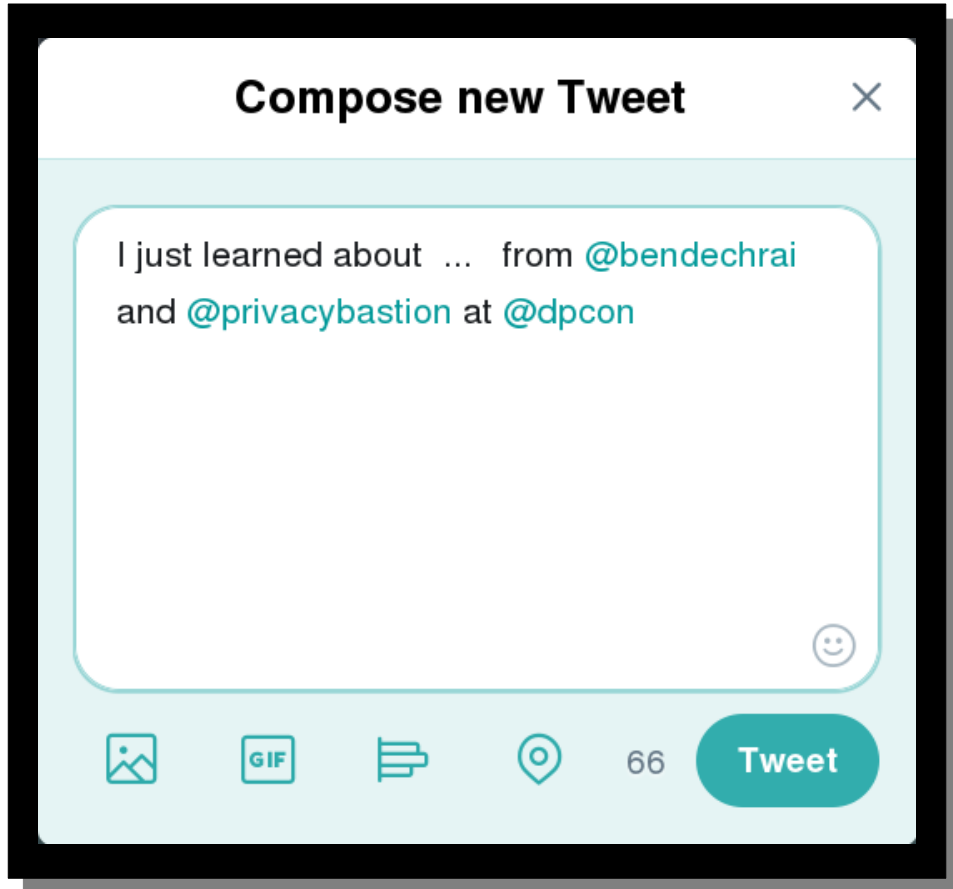 Compose new Tweet
I just learned about ... from @bendechrai
and @privacybastion at @dpcon
GIF
66
Tweet